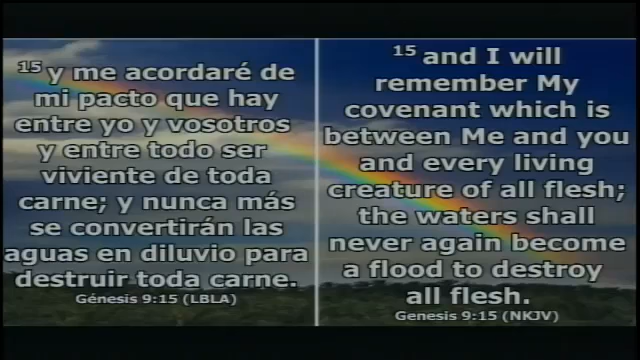 15 y me acordaré de
mi pacto que hay
entre yo y vosotros
y entre todo ser
viviente de toda
carne; y nunca más
se convertirán las
aguas en diluvio para
destruir toda carne.
Génesis 9:15 (LBLA)
15 and I will
remember My
covenant which is
between Me and you
and every living
creature of all flesh;
the waters shall
never again become
a flood to destroy
all flesh.
Genesis 9:15 (NKJV)